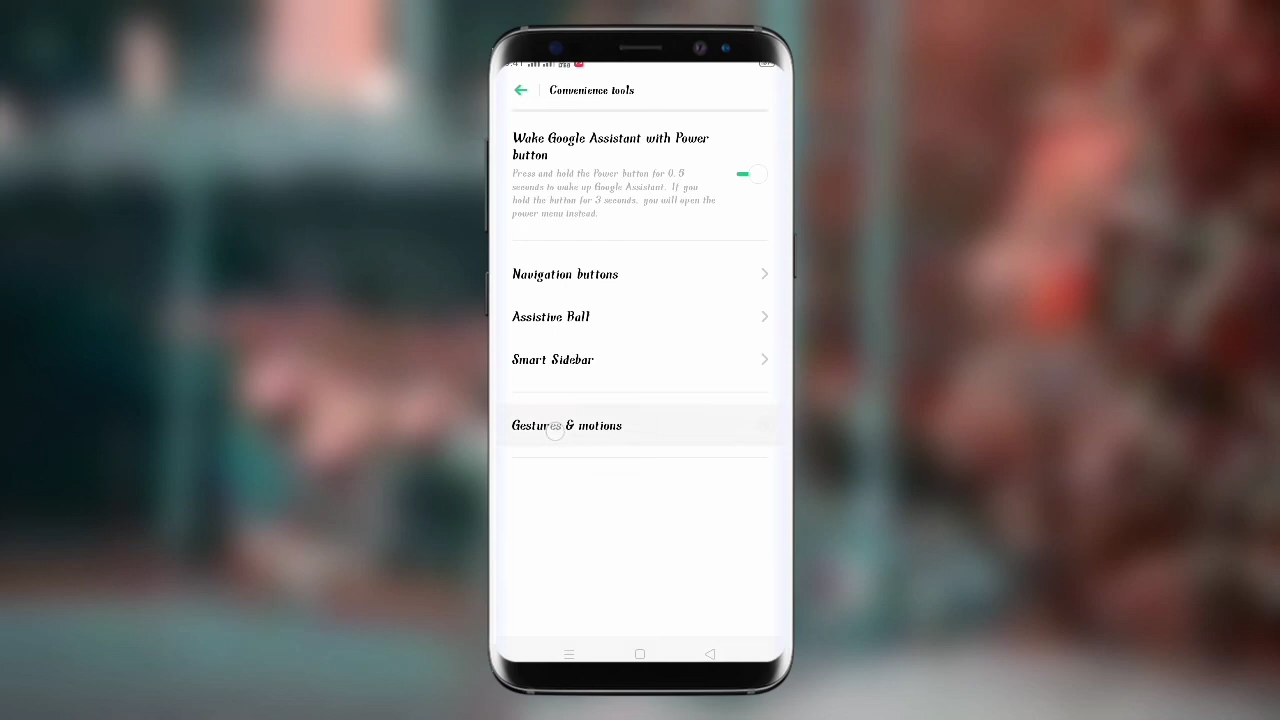 Convenience tools
Wake Google Assistant with Power
button
Press and hold the Power button for 0.5
seconds to wake up Google Assistant. If you
hold the button for 3 seconds, you will open the
power menu instead.
Navigation buttons
Assistive Ball
Smart Sidebar
Gestures & motions